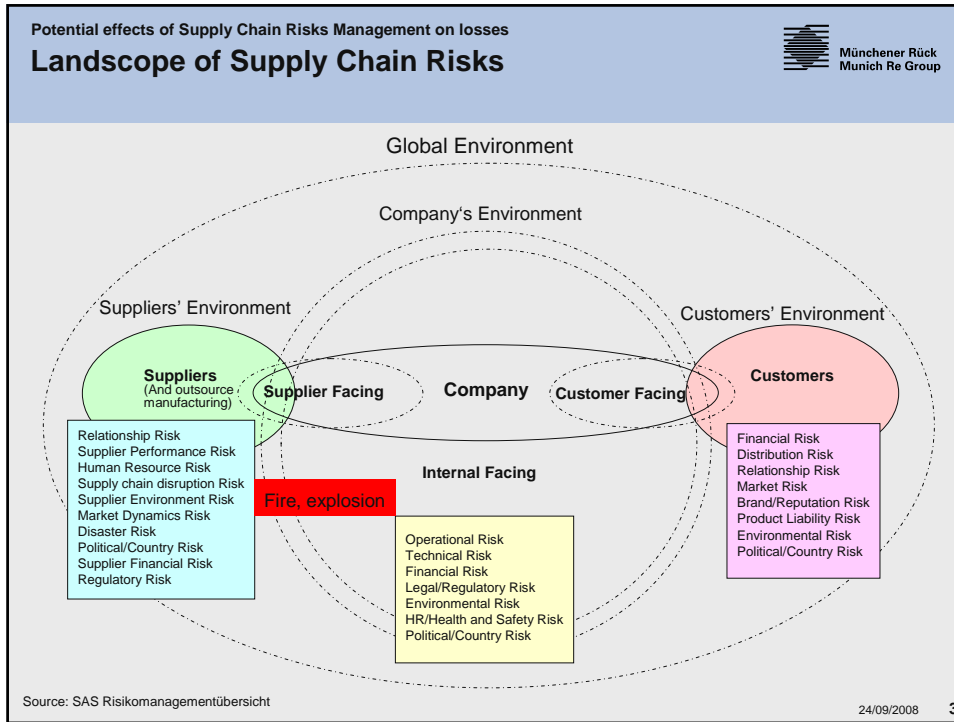 Potential effects of Supply Chain Risks Management on losses
Landscope of Supply Chain Risks
Münchener Rück
Munich Re Group
Global Environment
Company‘s Environment
Suppliers’ Environment
Customers’ Environment
Suppliers
(And outsource
manufacturing)
Supplier Facing
Company
Customer Facing
Customers
Internal Facing
Relationship Risk
Supplier Performance Risk
Human Resource Risk
Supply chain disruption Risk
Supplier Environment Risk
Market Dynamics Risk
Disaster Risk
Political/Country Risk
Supplier Financial Risk
Regulatory Risk
Fire, explosion
Operational Risk
Technical Risk
Financial Risk
Legal/Regulatory Risk
Environmental Risk
HR/Health and Safety Risk
Political/Country Risk
Financial Risk
Distribution Risk
Relationship Risk
Market Risk
Brand/Reputation Risk
Product Liability Risk
Environmental Risk
Political/Country Risk
Source: SAS Risikomanagementübersicht
24/09/2008 3